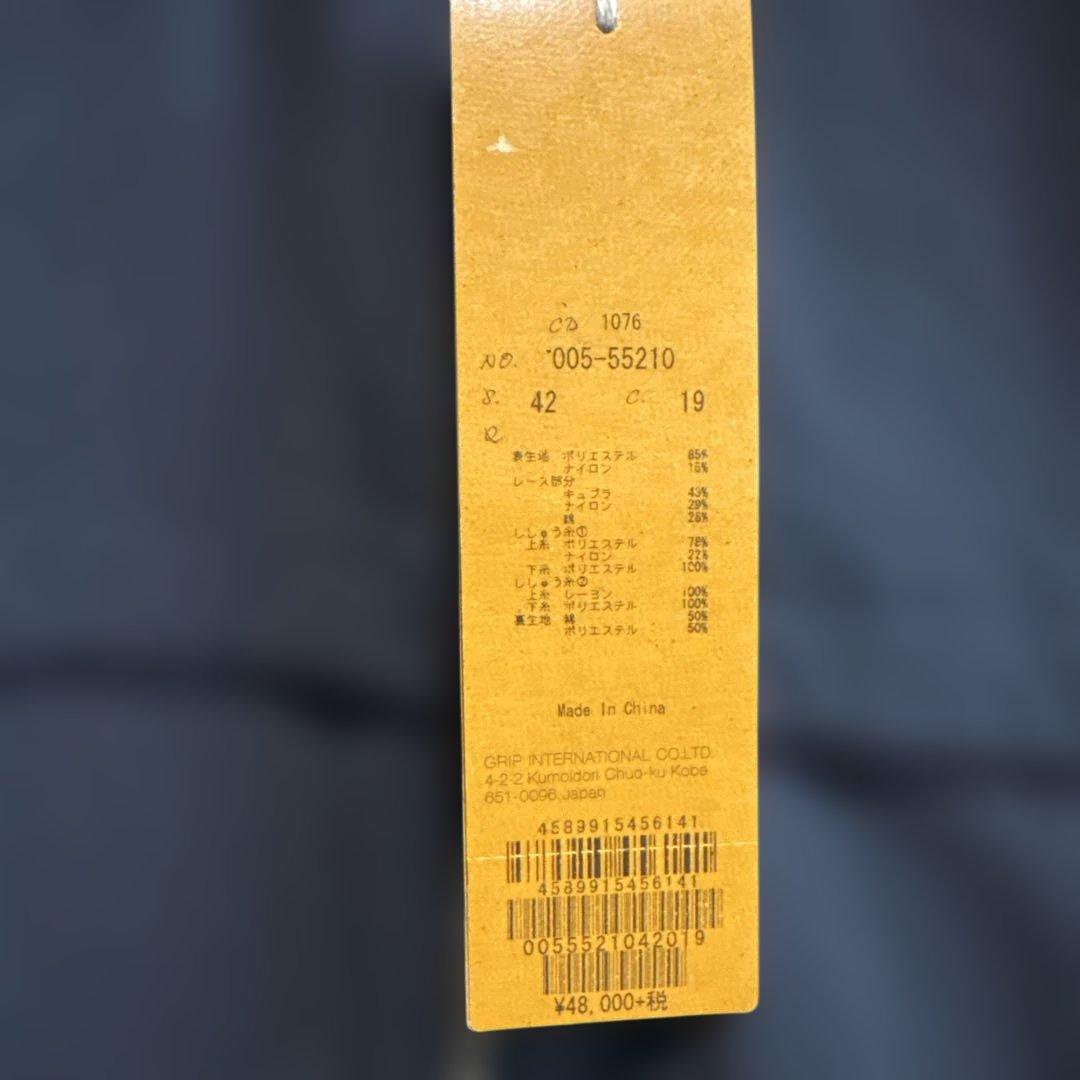 CD 1076
NO. 005-55210
S. 42 C. 19
R
表生地 ポリエステル 85%
ナイロン 15%
レース部分
キュプラ 43%
ナイロン 29%
綿 28%
ししゅう糸①
上糸 ポリエステル 78%
ナイロン 22%
下糸 ポリエステル 100%
ししゅう糸②
上糸 レーヨン 100%
下糸 ポリエステル 100%
裏生地 綿 50%
ポリエステル 50%
Made In China
GRIP INTERNATIONAL CO.LTD.
4-2-2 Kumoidori Chuo-ku Kobe
651-0096 Japan
4589915456141
4589915456141
0055521042019
¥48,000+税